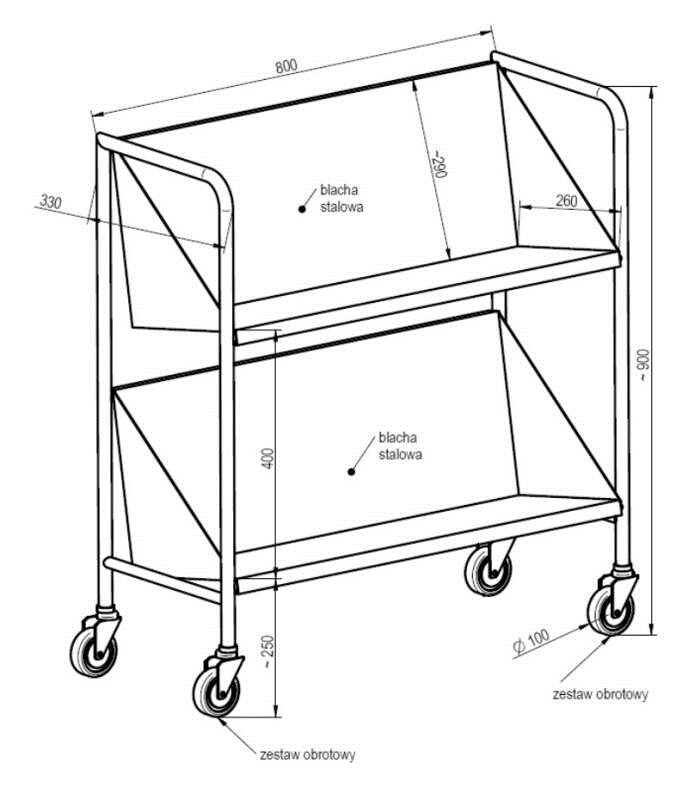 800
~290
330
blacha
stalowa
260
~ 900
blacha
stalowa
400
Ø 100
~ 250
zestaw obrotowy
zestaw obrotowy